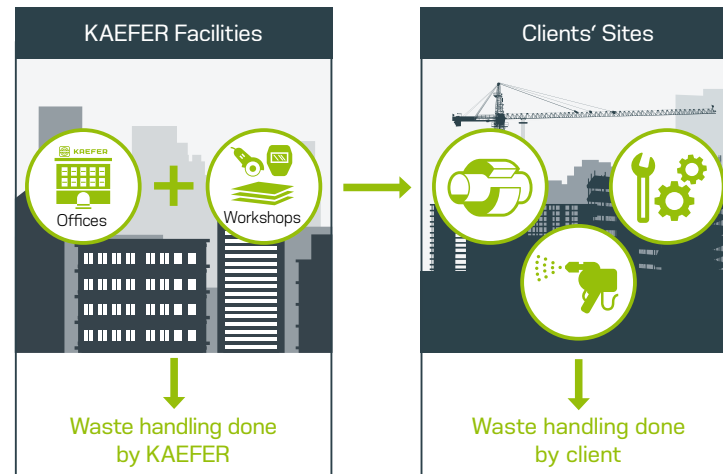 KAEFER Facilities
Clients' Sites
KAEFER
Offices
Workshops
Waste handling done
by KAEFER
Waste handling done
by client